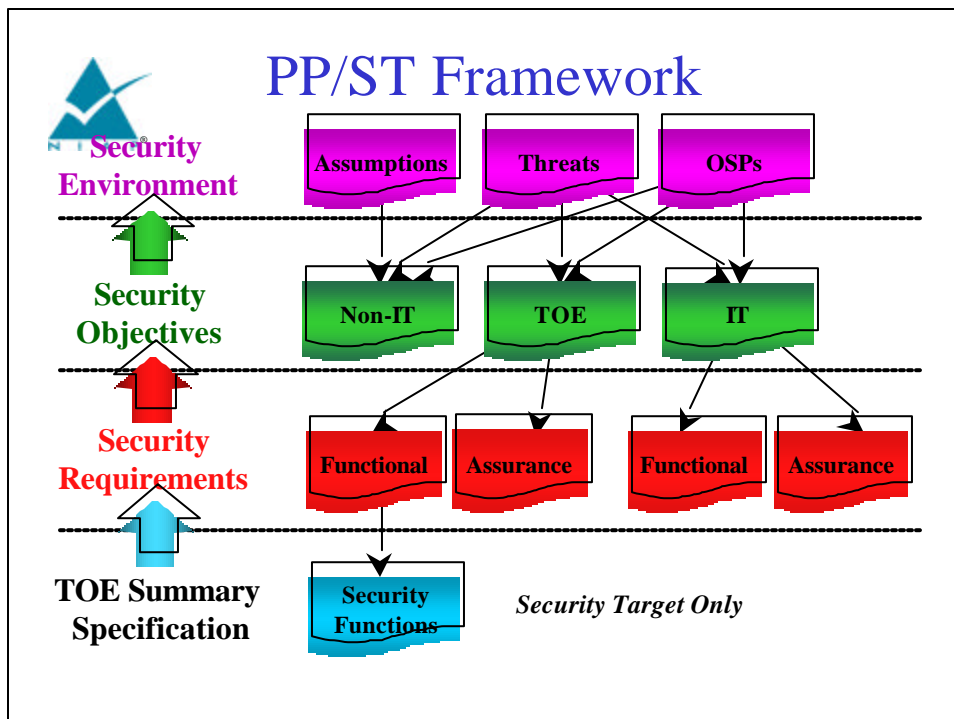 PP/ST Framework
N I A P
®
Security
Environment
Assumptions
Threats
OSPs
Security
Objectives
Non-IT
TOE
IT
Security
Requirements
Functional
Assurance
Functional
Assurance
TOE Summary
Specification
Security
Functions
Security Target Only